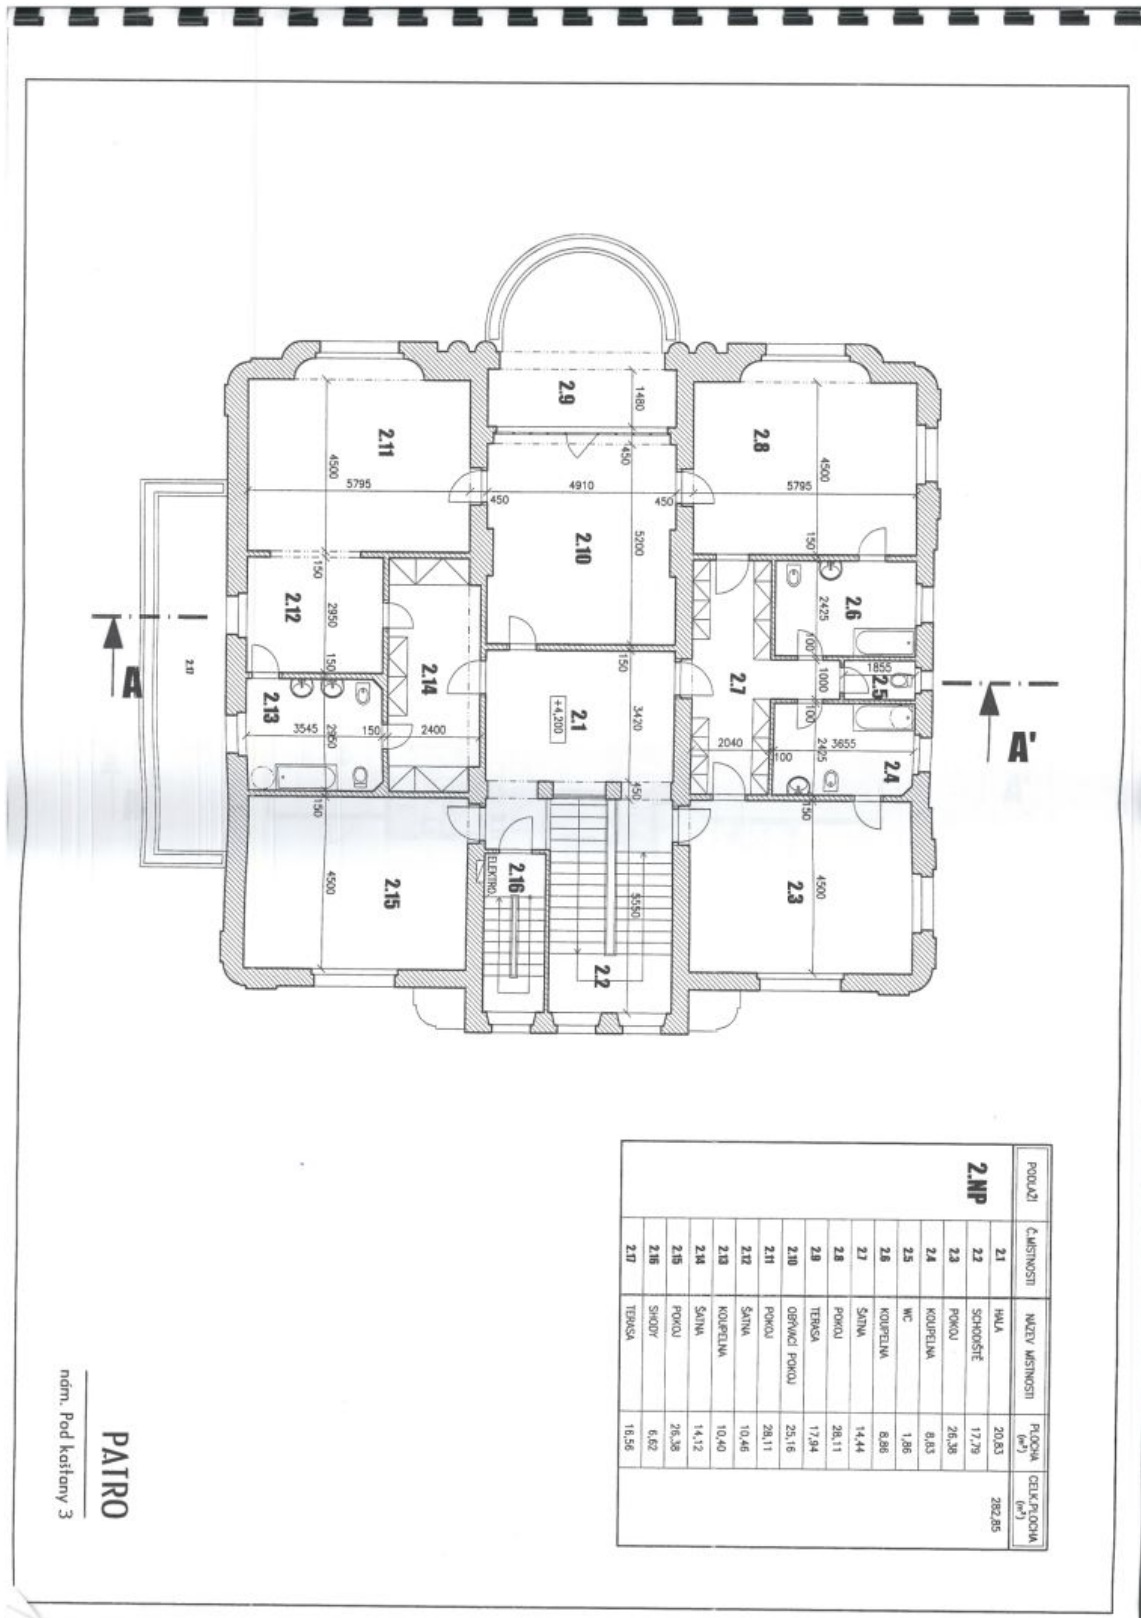 PODLAŽÍ Č.MÍSTNOSTI NÁZEV MÍSTNOSTI PLOCHA (m²) CELK.PLOCHA (m²)
2.NP
2.1 HALA 20,83 282,85
2.2 SCHODIŠTĚ 17,79
2.3 POKOJ 26,38
2.4 KOUPELNA 8,83
2.5 WC 1,86
2.6 KOUPELNA 8,86
2.7 ŠATNA 14,44
2.8 POKOJ 28,11
2.9 TERASA 17,94
2.10 OBÝVACÍ POKOJ 25,16
2.11 POKOJ 28,11
2.12 ŠATNA 10,46
2.13 KOUPELNA 10,40
2.14 ŠATNA 14,12
2.15 POKOJ 26,38
2.16 SHODY 6,62
2.17 TERASA 16,56
PATRO
nám. Pod kaštany 3
A'
1855
2.5
1000
100
100
2.6
2425
150
2.4
2425
3655
100
150
2.8
4500
5795
2.7
2040
2.3
4500
2.9
1480
450
4910
450
450
2.10
5200
150
2.1
+4,200
3420
450
5550
2.2
2.16
ELEKTRO.
2.11
4500
5795
150
2.12
2950
150
2.14
2400
2.13
3545
2950
150
150
2.15
4500
2.17
A